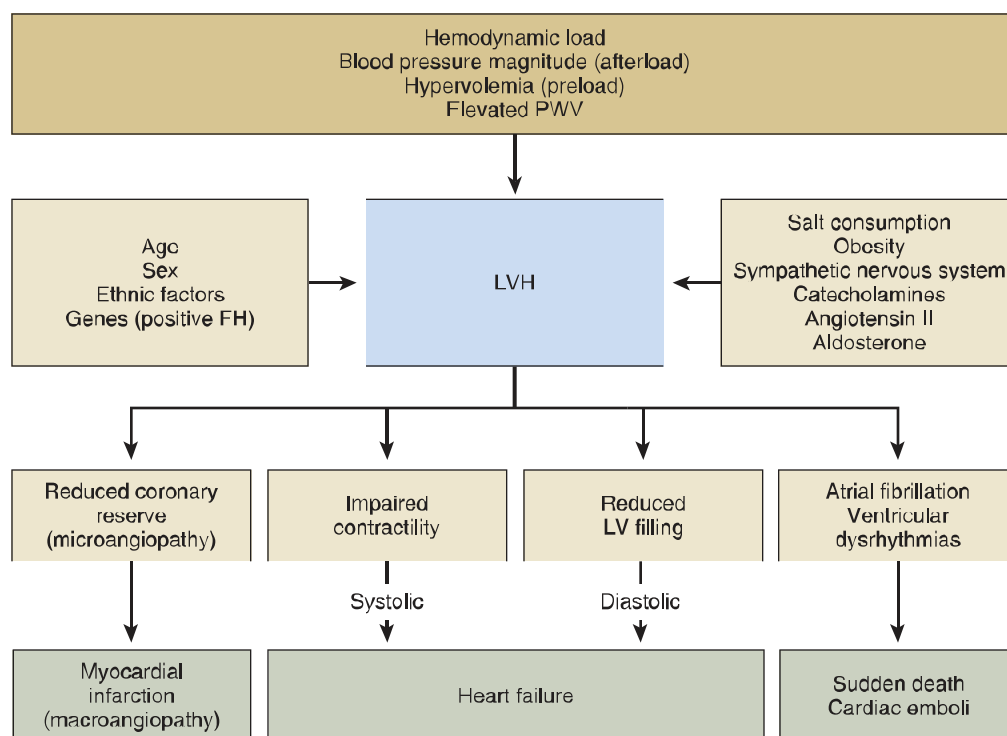 Hemodynamic load
Blood pressure magnitude (afterload)
Hypervolemia (preload)
Flevated PWV
Age
Sex
Ethnic factors
Genes (positive FH)
LVH
Salt consumption
Obesity
Sympathetic nervous system
Catecholamines
Angiotensin II
Aldosterone
Reduced coronary
reserve
(microangiopathy)
Impaired
contractility
Reduced
LV filling
Atrial fibrillation
Ventricular
dysrhythmias
Systolic
Diastolic
Myocardial
infarction
(macroangiopathy)
Heart failure
Sudden death
Cardiac emboli